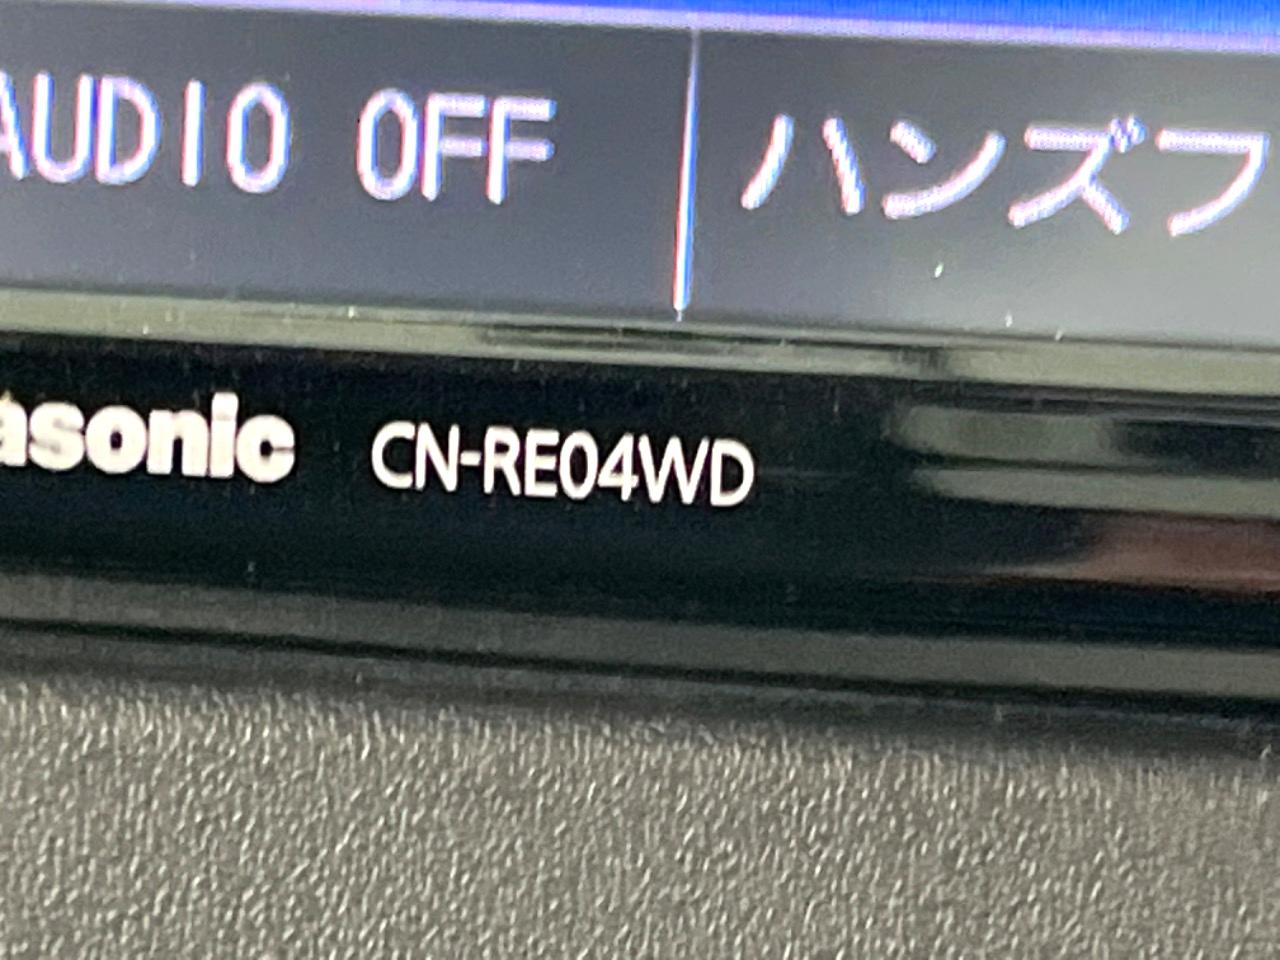 AUDIO OFF
ハンズフ
asonic CN-RE04WD